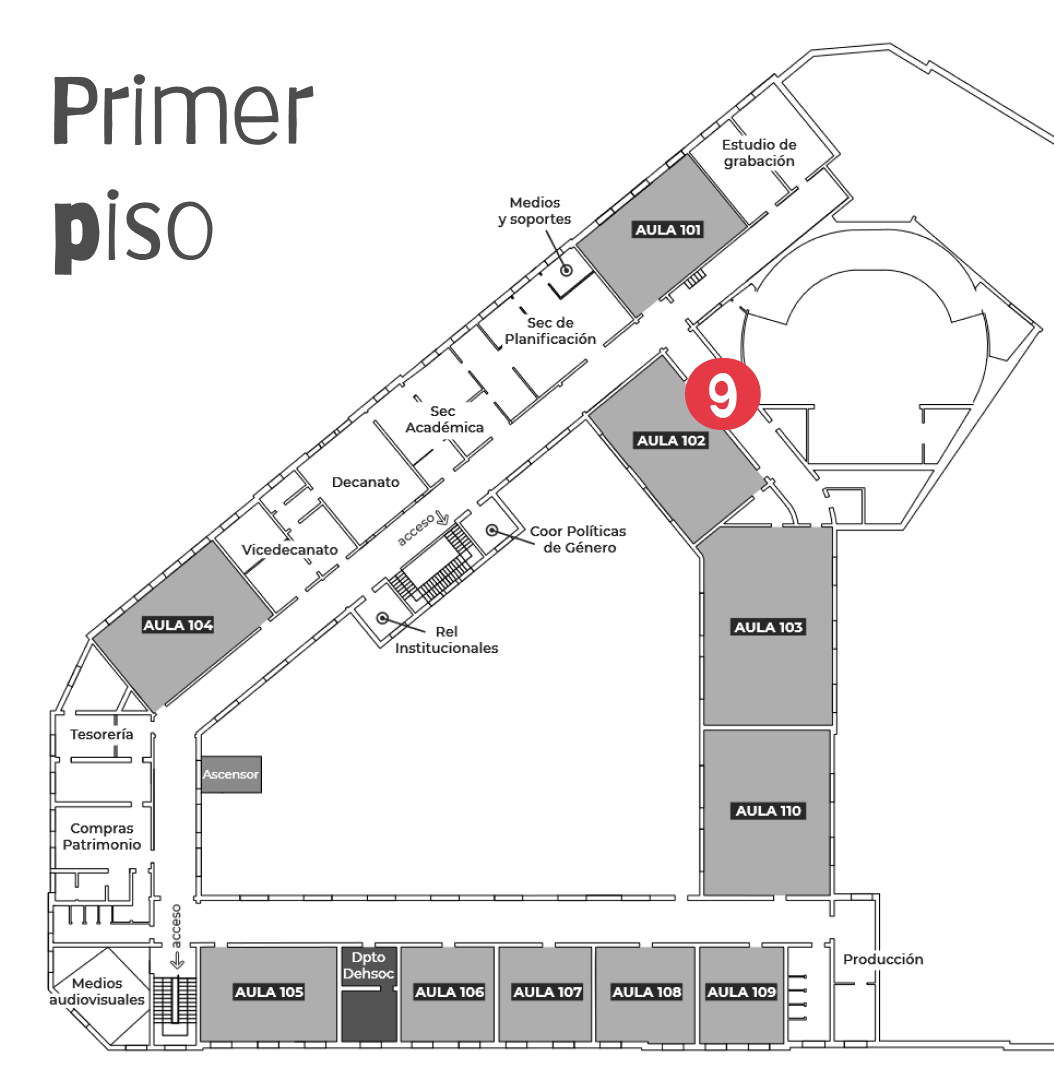 Primer
piso
Estudio de
grabación
Medios
y soportes
AULA 101
Sec de
Planificación
9
Sec
Académica
AULA 102
Decanato
acceso
Coor Políticas
de Género
Vicedecanato
AULA 104
AULA 103
Rel
Institucionales
Tesorería
Ascensor
AULA 110
Compras
Patrimonio
acceso
Dpto
Dehsoc
Producción
Medios
audiovisuales
AULA 105
AULA 106
AULA 107
AULA 108
AULA 109